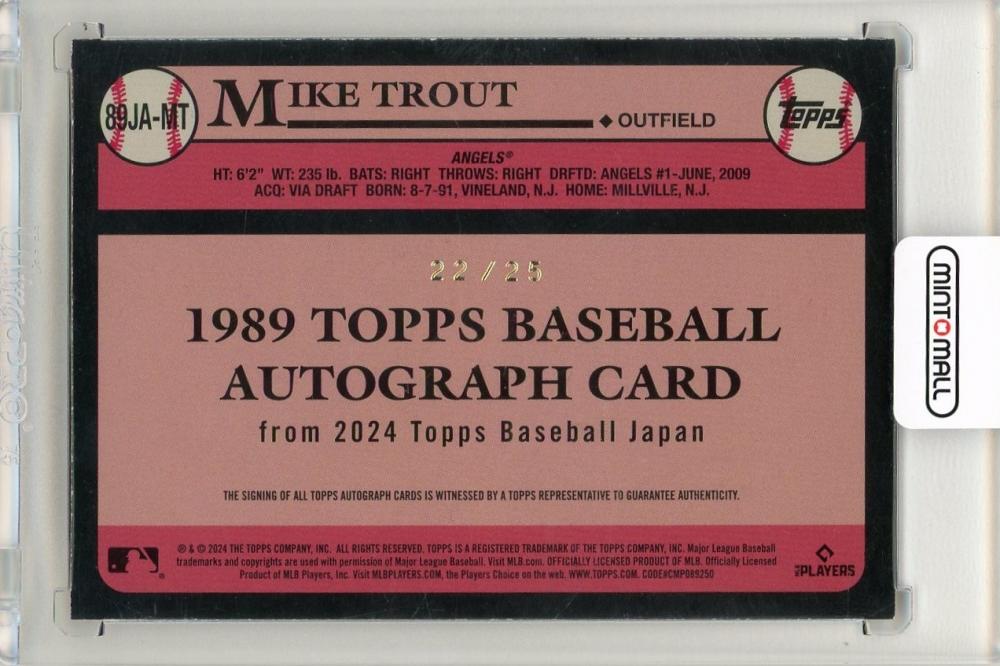 89JA-MT
MIKE TROUT
◆ OUTFIELD
Topps
ANGELS®
HT: 6'2" WT: 235 lb. BATS: RIGHT THROWS: RIGHT DRFTD: ANGELS #1-JUNE, 2009
ACQ: VIA DRAFT BORN: 8-7-91, VINELAND, N.J. HOME: MILLVILLE, N.J.
22/25
1989 TOPPS BASEBALL
AUTOGRAPH CARD
from 2024 Topps Baseball Japan
THE SIGNING OF ALL TOPPS AUTOGRAPH CARDS IS WITNESSED BY A TOPPS REPRESENTATIVE TO GUARANTEE AUTHENTICITY.
® & © 2024 THE TOPPS COMPANY, INC. ALL RIGHTS RESERVED. TOPPS IS A REGISTERED TRADEMARK OF THE TOPPS COMPANY, INC. Major League Baseball
trademarks and copyrights are used with permission of Major League Baseball. Visit MLB.com. OFFICIALLY LICENSED PRODUCT OF MLB. Officially Licensed
Product of MLB Players, Inc. Visit MLBPLAYERS.COM, the Players Choice on the web. WWW.TOPPS.COM. CODE#CMP089250
MLB PLAYERS
MINTOMALL